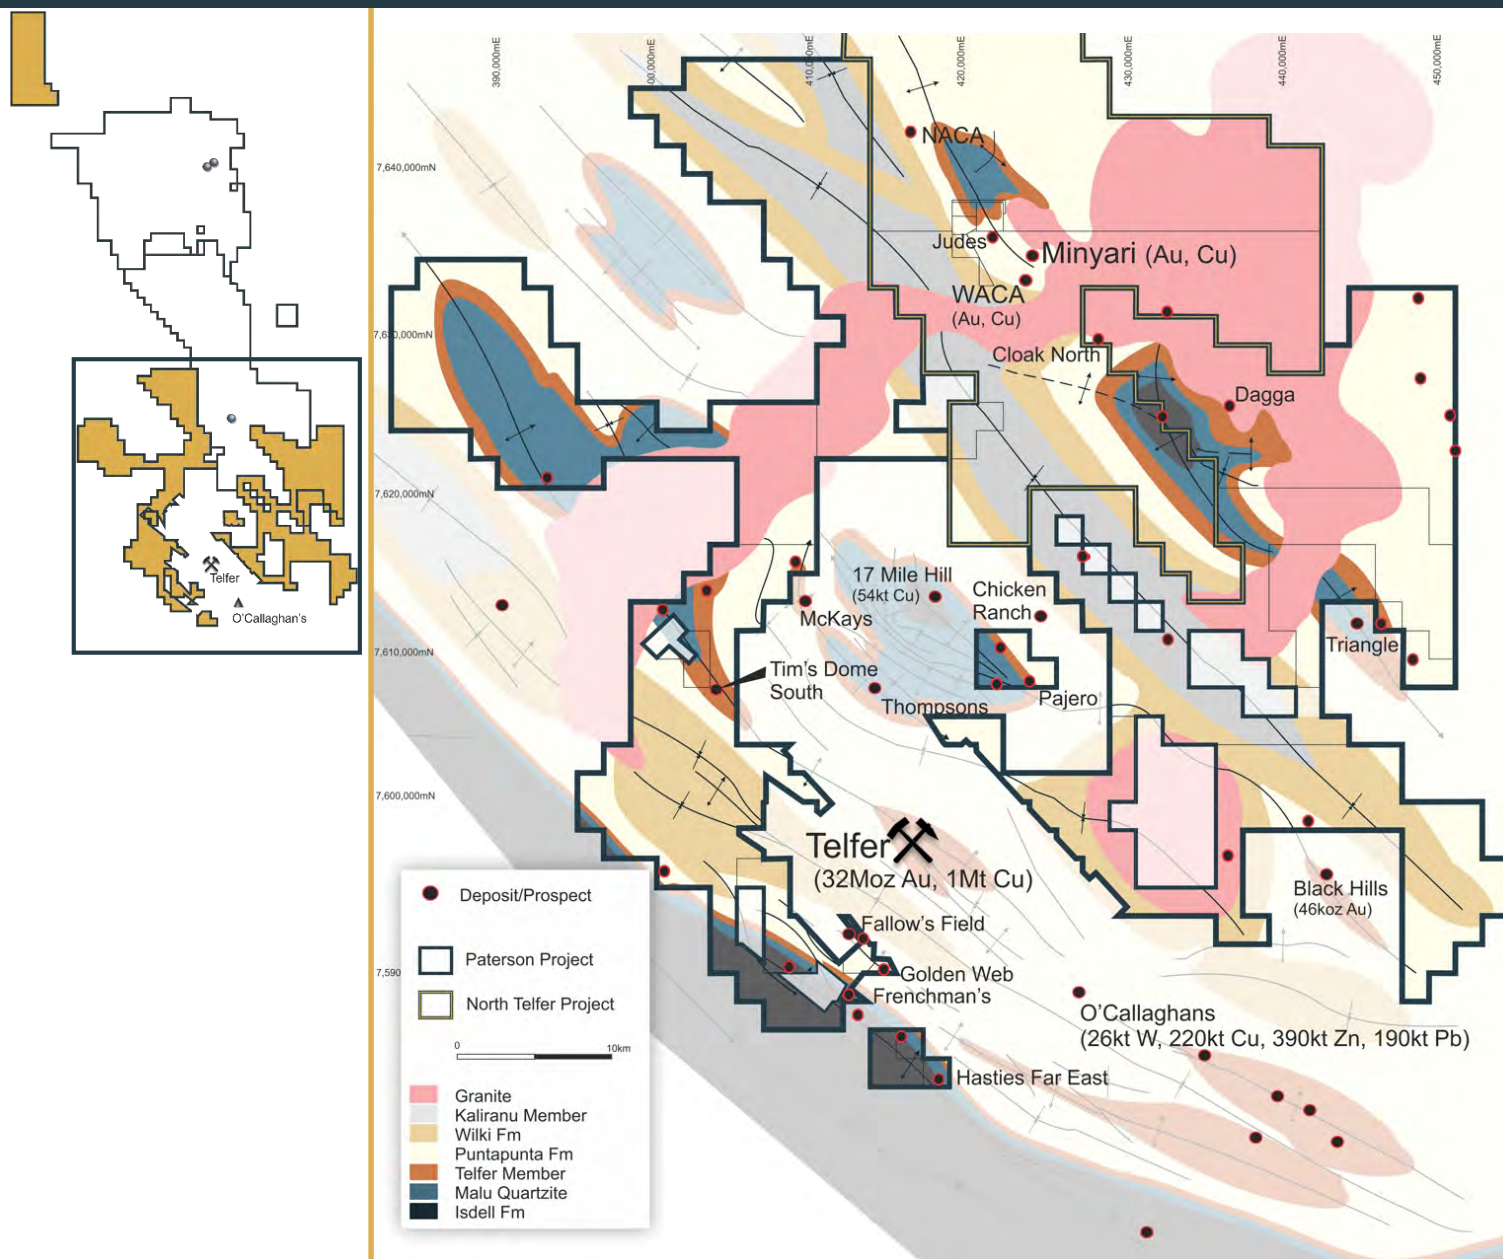 390,000mE
00,000mE
410,000mE
420,000mE
430,000mE
440,000mE
450,000mE
7,640,000mN
NACA
Judes
Minyari (Au, Cu)
WACA
(Au, Cu)
7,630,000mN
Cloak North
Dagga
7,620,000mN
17 Mile Hill
(54kt Cu)
Chicken
Ranch
McKays
Triangle
7,610,000mN
Tim's Dome
South
Thompsons
Pajero
7,600,000mN
Telfer
(32Moz Au, 1Mt Cu)
Black Hills
(46koz Au)
Fallow's Field
7,590
Golden Web
Frenchman's
O'Callaghans
(26kt W, 220kt Cu, 390kt Zn, 190kt Pb)
Hasties Far East
Telfer
O'Callaghan's
Deposit/Prospect
Paterson Project
North Telfer Project
0
10km
Granite
Kaliranu Member
Wilki Fm
Puntapunta Fm
Telfer Member
Malu Quartzite
Isdell Fm